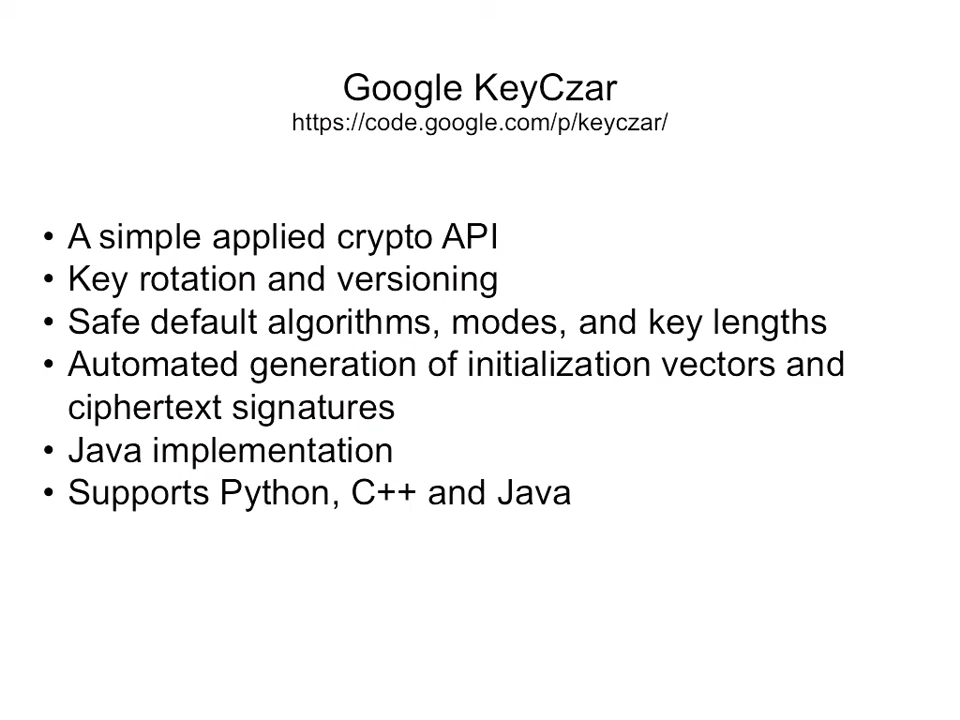 Google KeyCzar
https://code.google.com/p/keyczar/
• A simple applied crypto API
• Key rotation and versioning
• Safe default algorithms, modes, and key lengths
• Automated generation of initialization vectors and
ciphertext signatures
• Java implementation
• Supports Python, C++ and Java